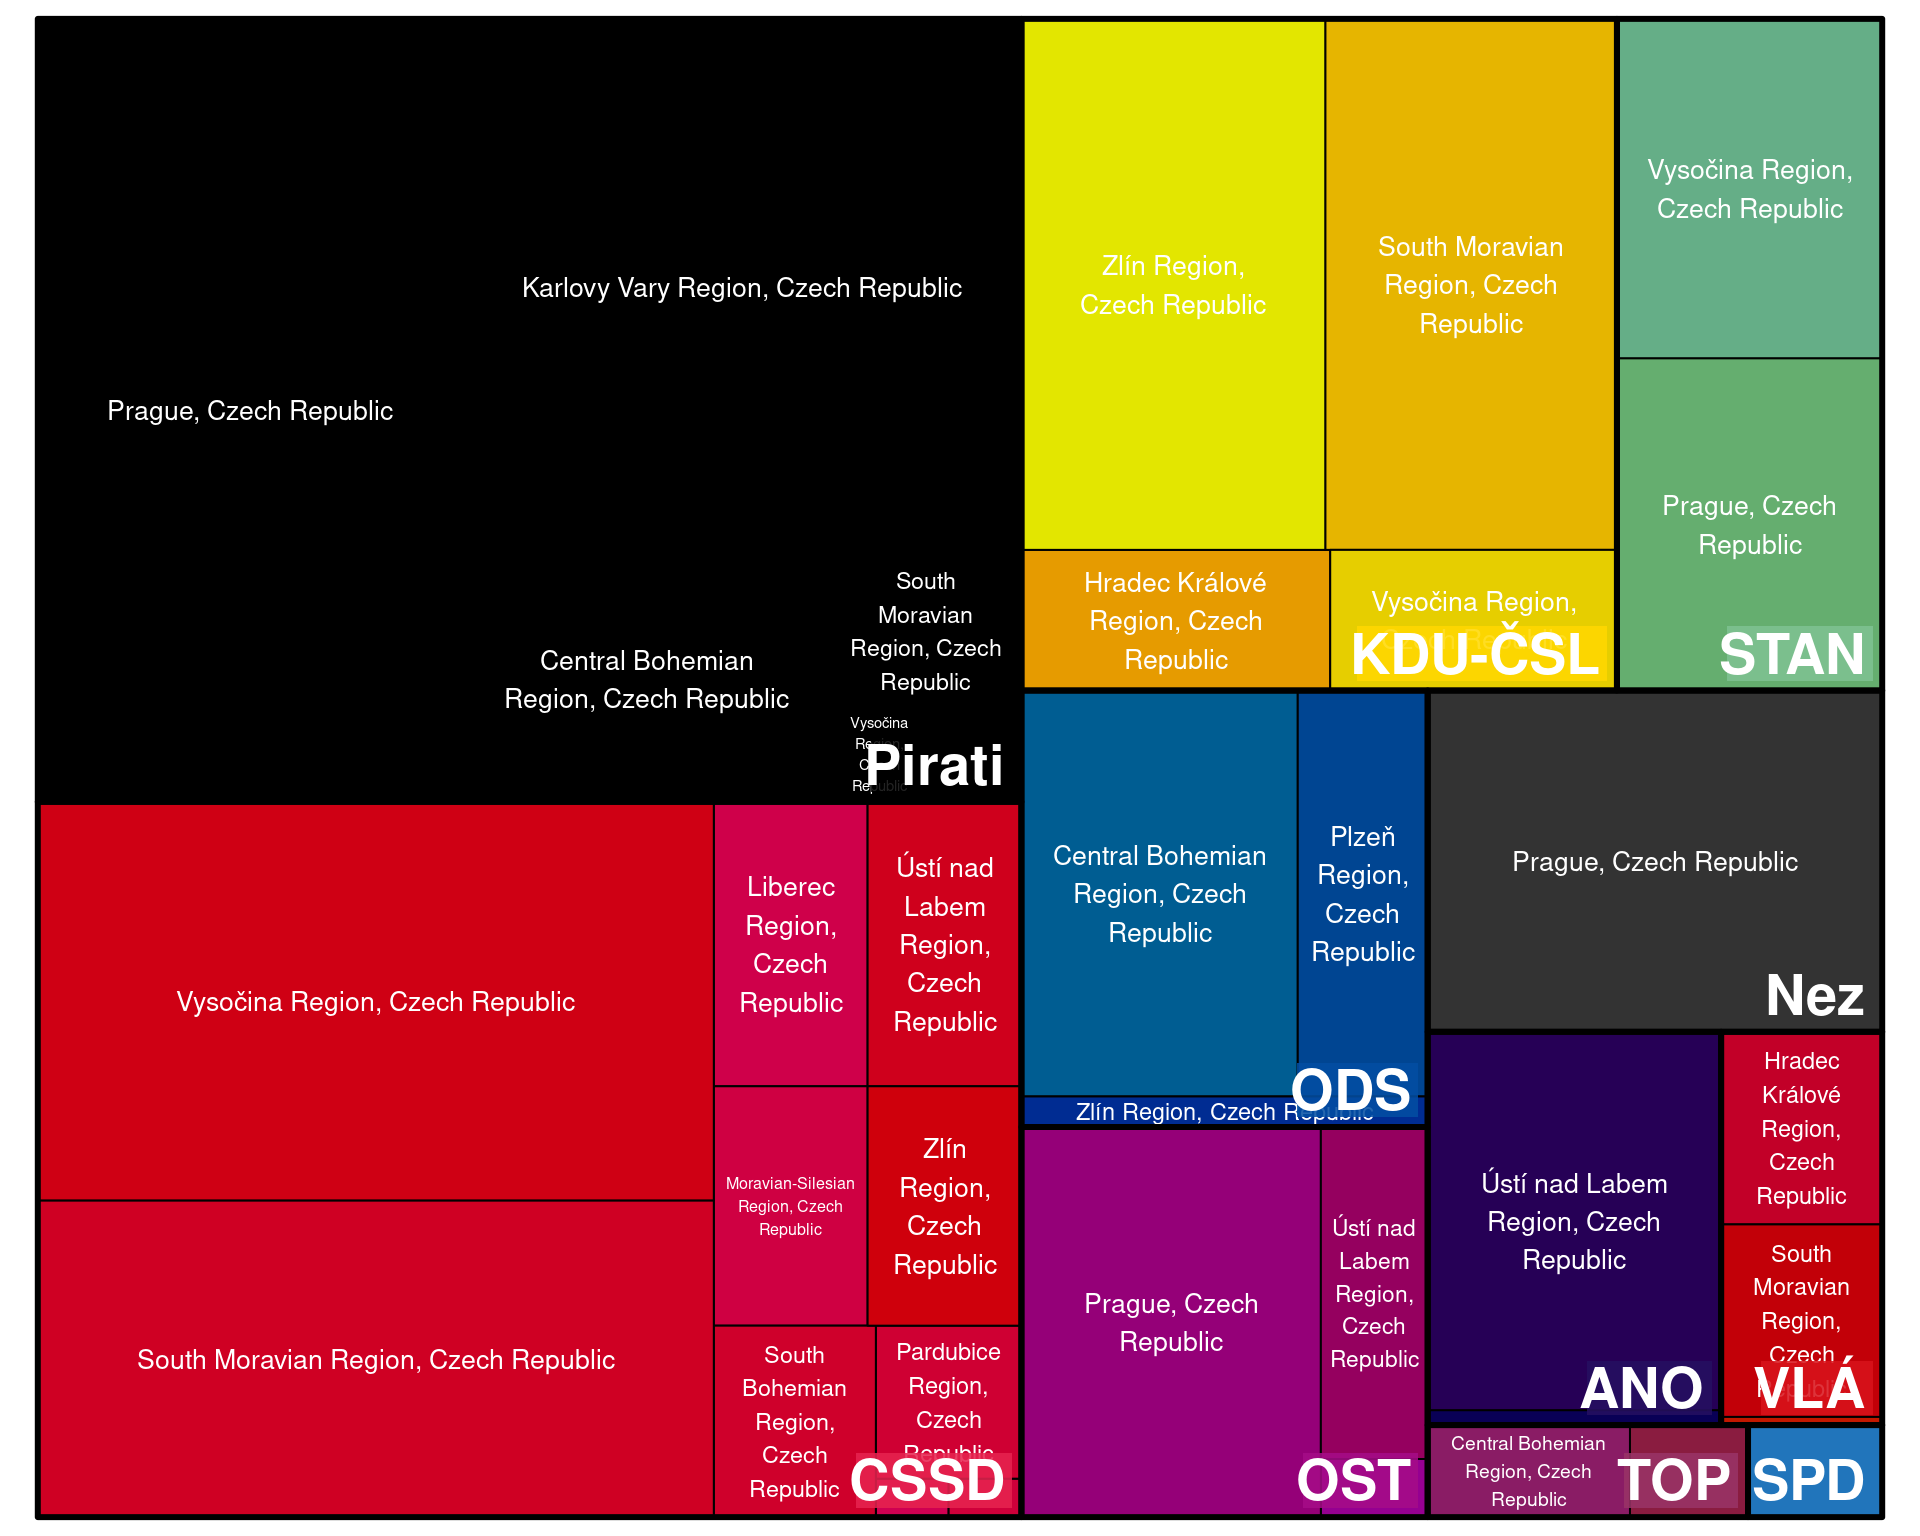 Karlovy Vary Region, Czech Republic
Prague, Czech Republic
Central Bohemian
Region, Czech Republic
South
Moravian
Region, Czech
Republic
Vysočina
Pirati
Zlín Region,
Czech Republic
South Moravian
Region, Czech
Republic
Hradec Králové
Region, Czech
Republic
Vysočina Region,
KDU-ČSL
Vysočina Region,
Czech Republic
Prague, Czech
Republic
STAN
Vysočina Region, Czech Republic
South Moravian Region, Czech Republic
Liberec
Region,
Czech
Republic
Ústí nad
Labem
Region,
Czech
Republic
Moravian-Silesian
Region, Czech
Republic
Zlín
Region,
Czech
Republic
South
Bohemian
Region,
Czech
Republic
Pardubice
Region,
Czech
Republic
CSSD
Central Bohemian
Region, Czech
Republic
Plzeň
Region,
Czech
Republic
Zlín Region, Czech Republic
ODS
Prague, Czech Republic
Nez
Prague, Czech
Republic
Ústí nad
Labem
Region,
Czech
Republic
OST
Ústí nad Labem
Region, Czech
Republic
ANO
Hradec
Králové
Region,
Czech
Republic
South
Moravian
Region,
Czech
VLÁ
Central Bohemian
Region, Czech
Republic
TOP
SPD